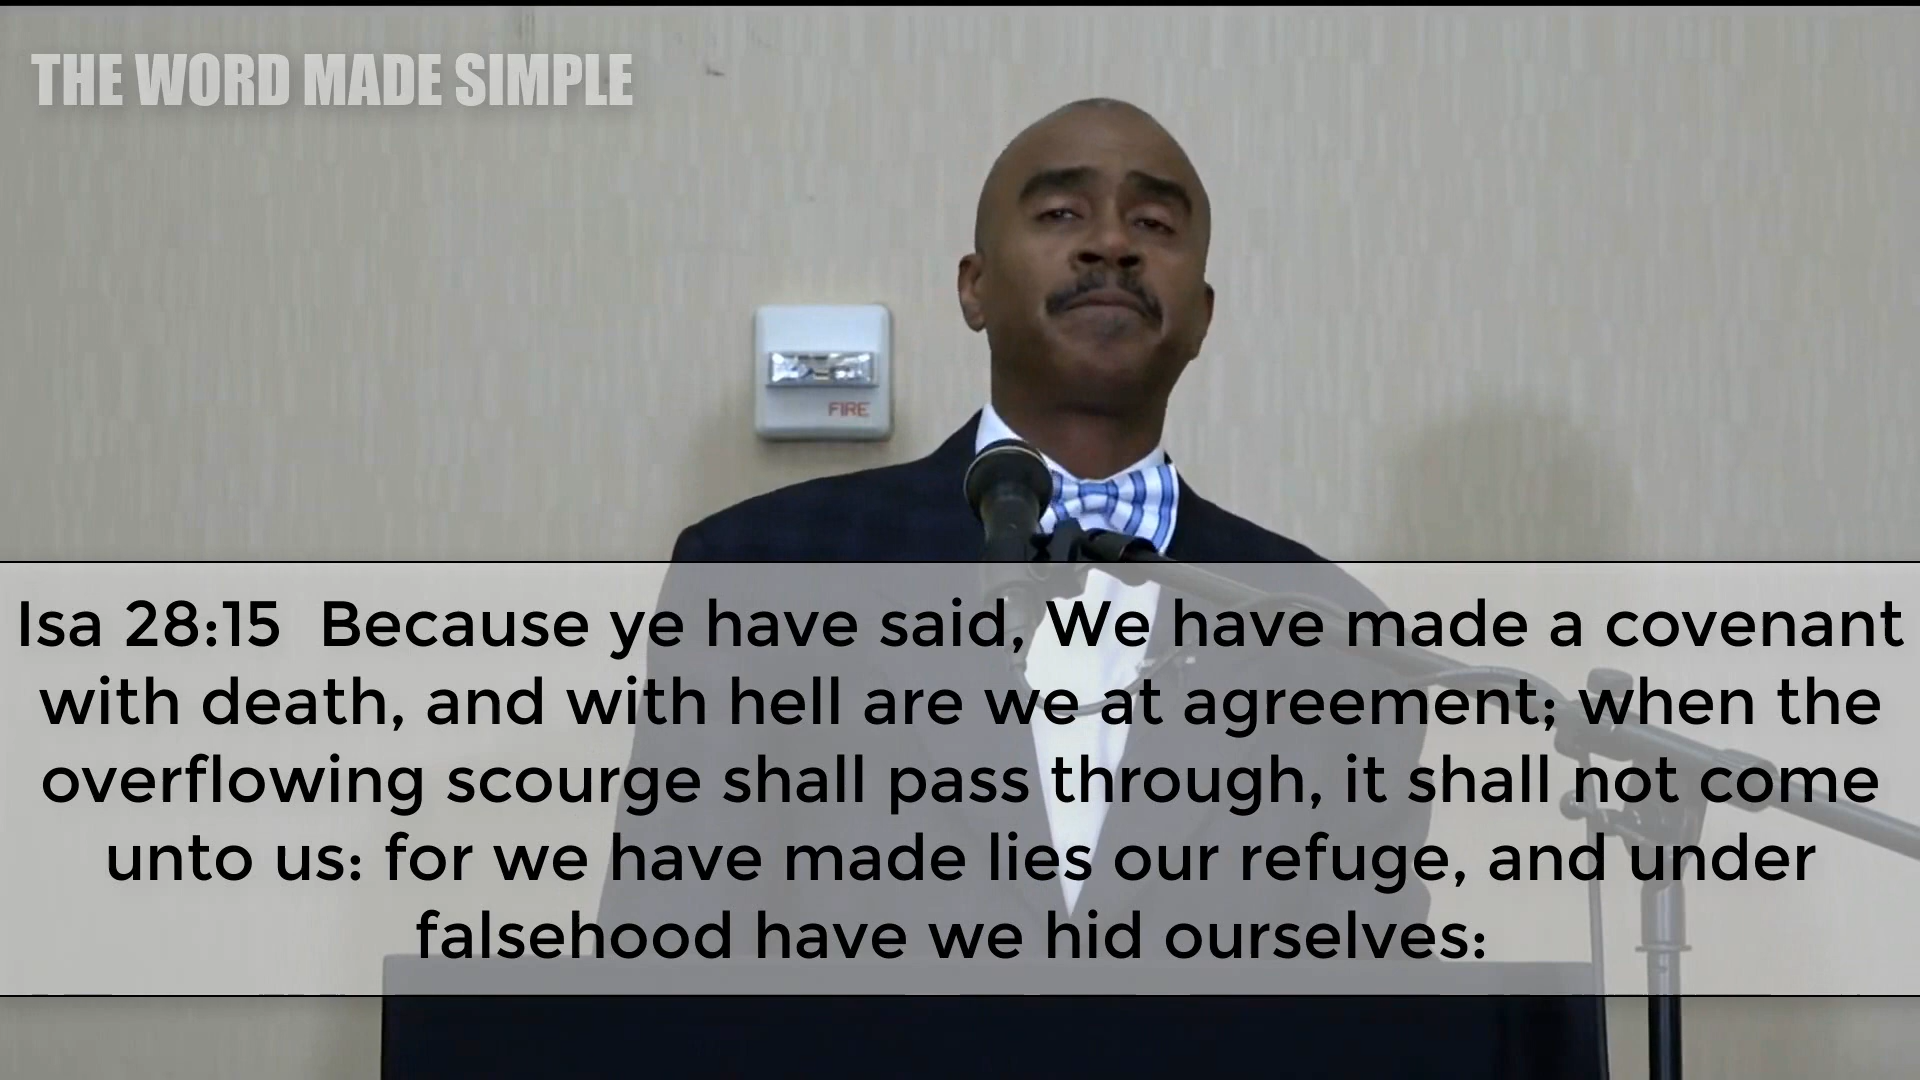 THE WORD MADE SIMPLE
FIRE
Isa 28:15  Because ye have said, We have made a covenant
with death, and with hell are we at agreement; when the
overflowing scourge shall pass through, it shall not come
unto us: for we have made lies our refuge, and under
falsehood have we hid ourselves: